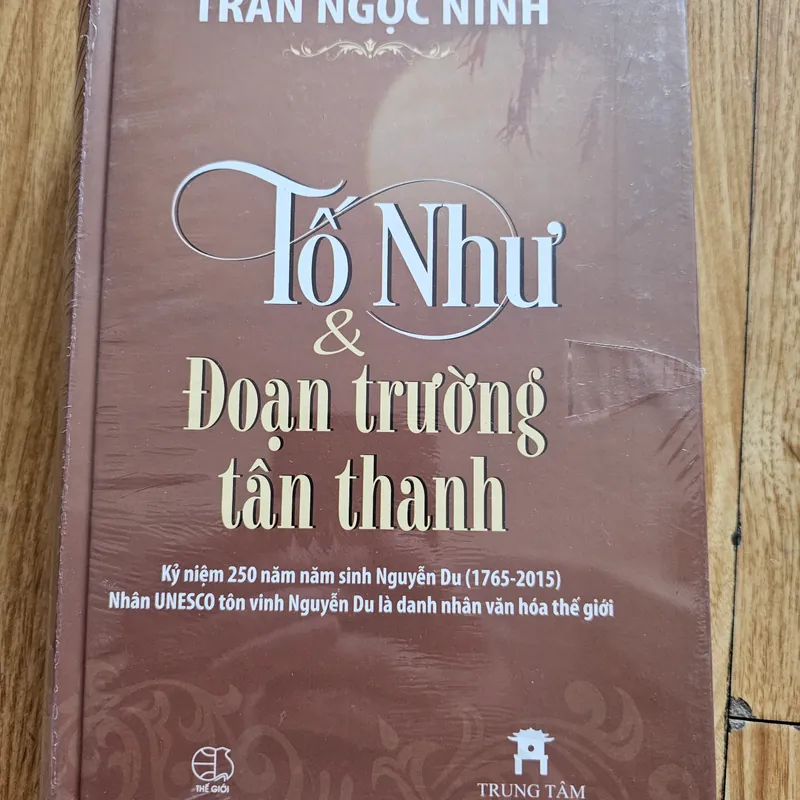 TRẦN NGỌC NINH
Tố Như
&
Đoạn trường
tân thanh
Kỷ niệm 250 năm năm sinh Nguyễn Du (1765-2015)
Nhân UNESCO tôn vinh Nguyễn Du là danh nhân văn hóa thế giới
THẾ GIỚI
TRUNG TÂM